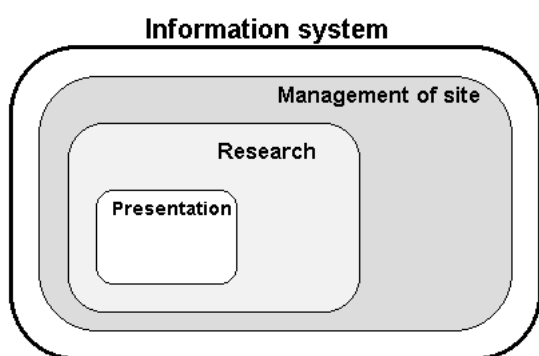 Information system
Management of site
Research
Presentation